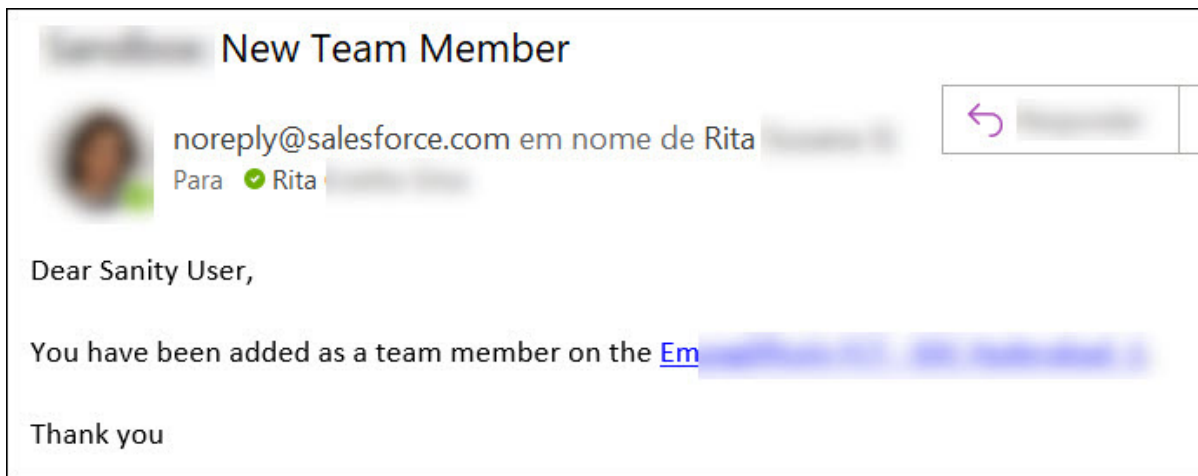 New Team Member
noreply@salesforce.com em nome de Rita
Para Rita
Dear Sanity User,
You have been added as a team member on the Em
Thank you